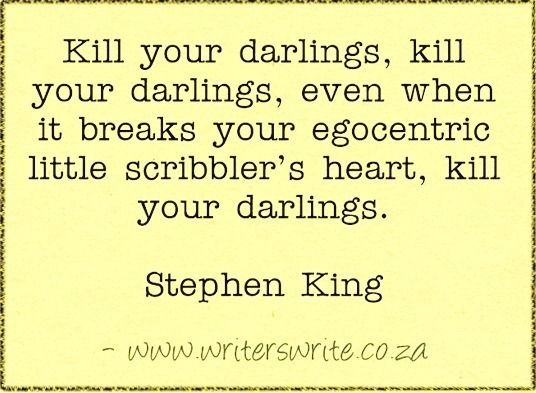 Kill your darlings, kill
your darlings, even when
it breaks your egocentric
little scribbler's heart, kill
your darlings.
Stephen King
- www.writerswrite.co.za